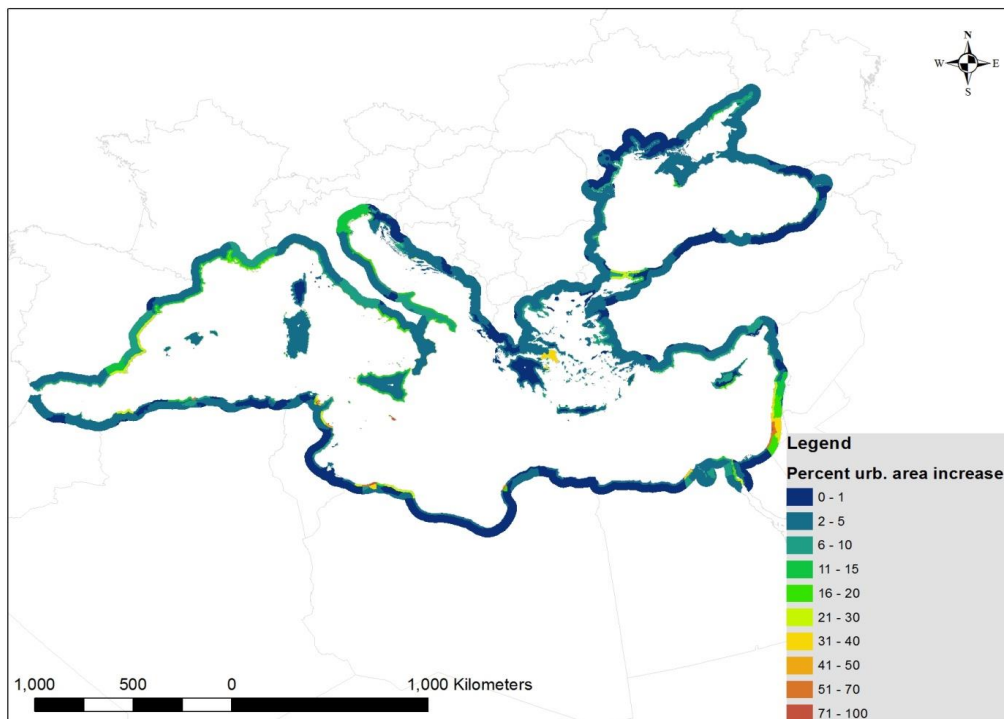 N
W E
S
Legend
Percent urb. area increase
0 - 1
2 - 5
6 - 10
11 - 15
16 - 20
21 - 30
31 - 40
41 - 50
51 - 70
71 - 100
1,000 500 0 1,000 Kilometers